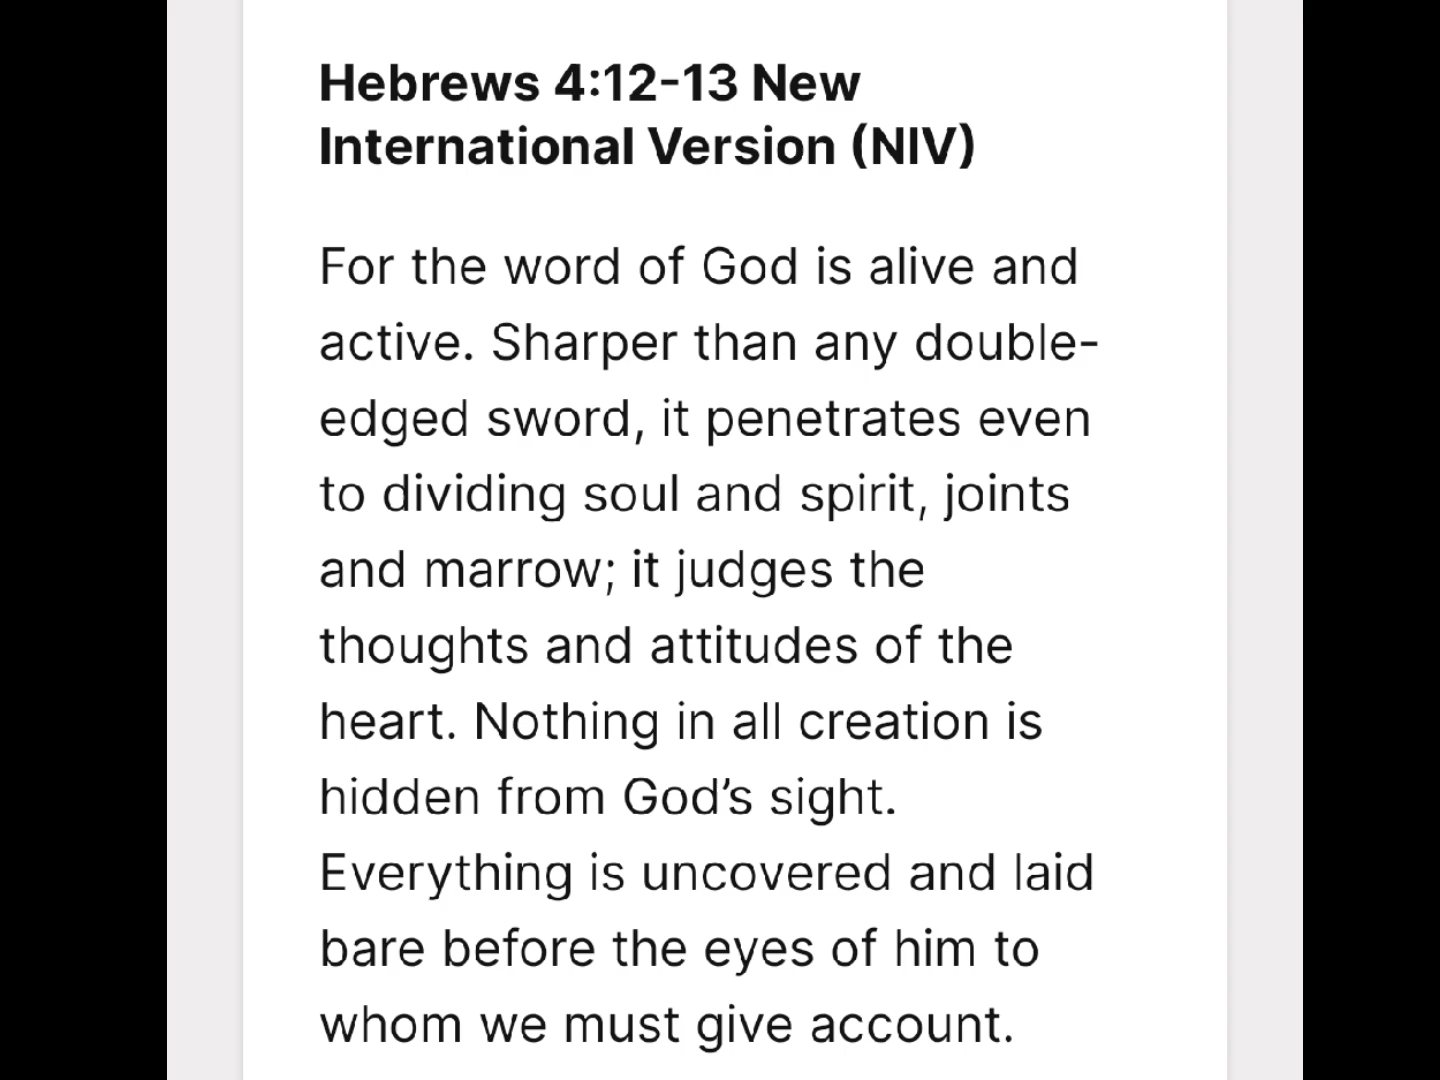 Hebrews 4:12-13 New
International Version (NIV)
For the word of God is alive and
active. Sharper than any double-
edged sword, it penetrates even
to dividing soul and spirit, joints
and marrow; it judges the
thoughts and attitudes of the
heart. Nothing in all creation is
hidden from God’s sight.
Everything is uncovered and laid
bare before the eyes of him to
whom we must give account.